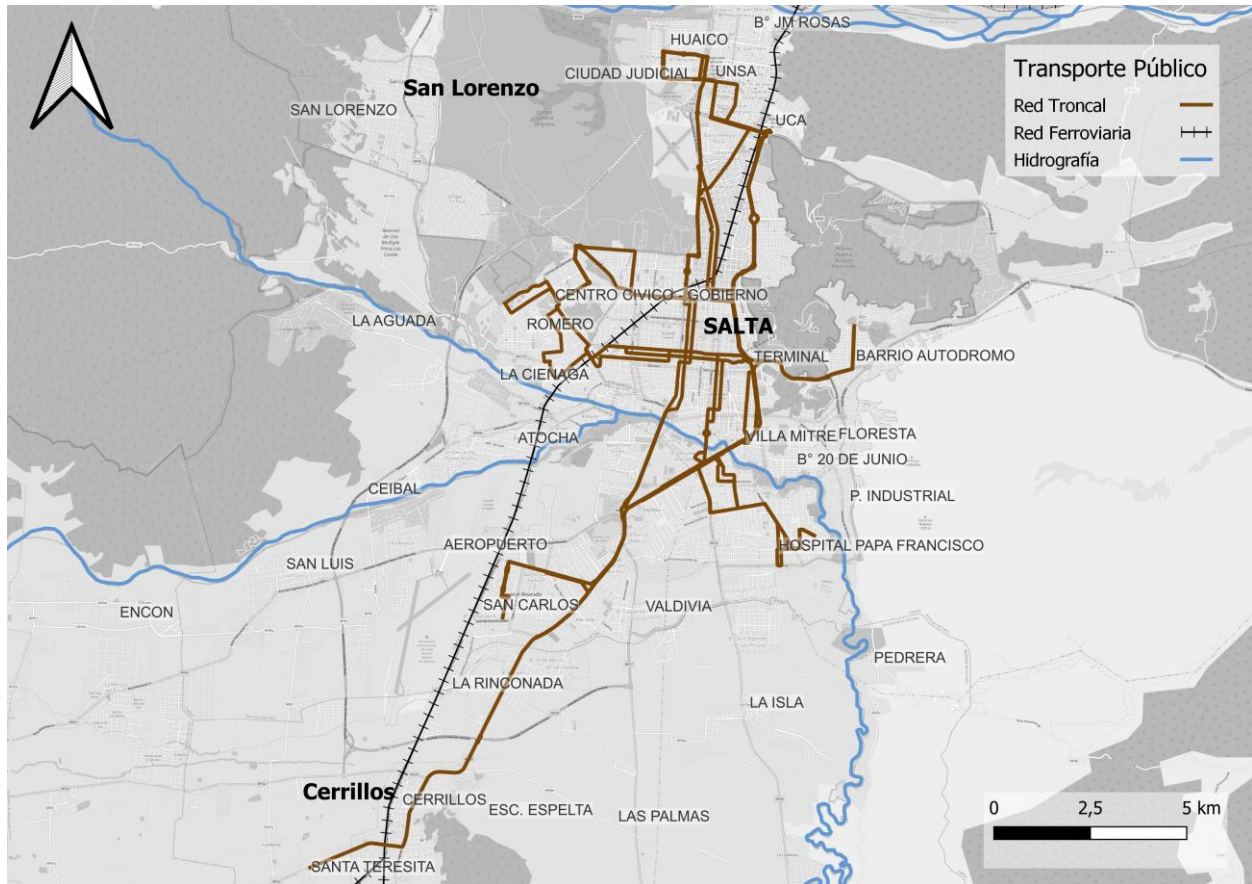 B° JM ROSAS
HUAICO
CIUDAD JUDICIAL
UNSA
San Lorenzo
SAN LORENZO
UCA
Transporte Público
Red Troncal
Red Ferroviaria
Hidrografía
CENTRO CIVICO
GOBIERNO
LA AGUADA
ROMERO
SALTA
TERMINAL
BARRIO AUTODROMO
LA CIENAGA
ATOCHA
VILLA MITRE
FLORESTA
B° 20 DE JUNIO
CEIBAL
P. INDUSTRIAL
AEROPUERTO
HOSPITAL PAPA FRANCISCO
SAN LUIS
ENCON
SAN CARLOS
VALDIVIA
PEDRERA
LA RINCONADA
LA ISLA
Cerrillos
CERRILLOS
ESC. ESPELTA
LAS PALMAS
0 2,5 5 km
SANTA TERESITA